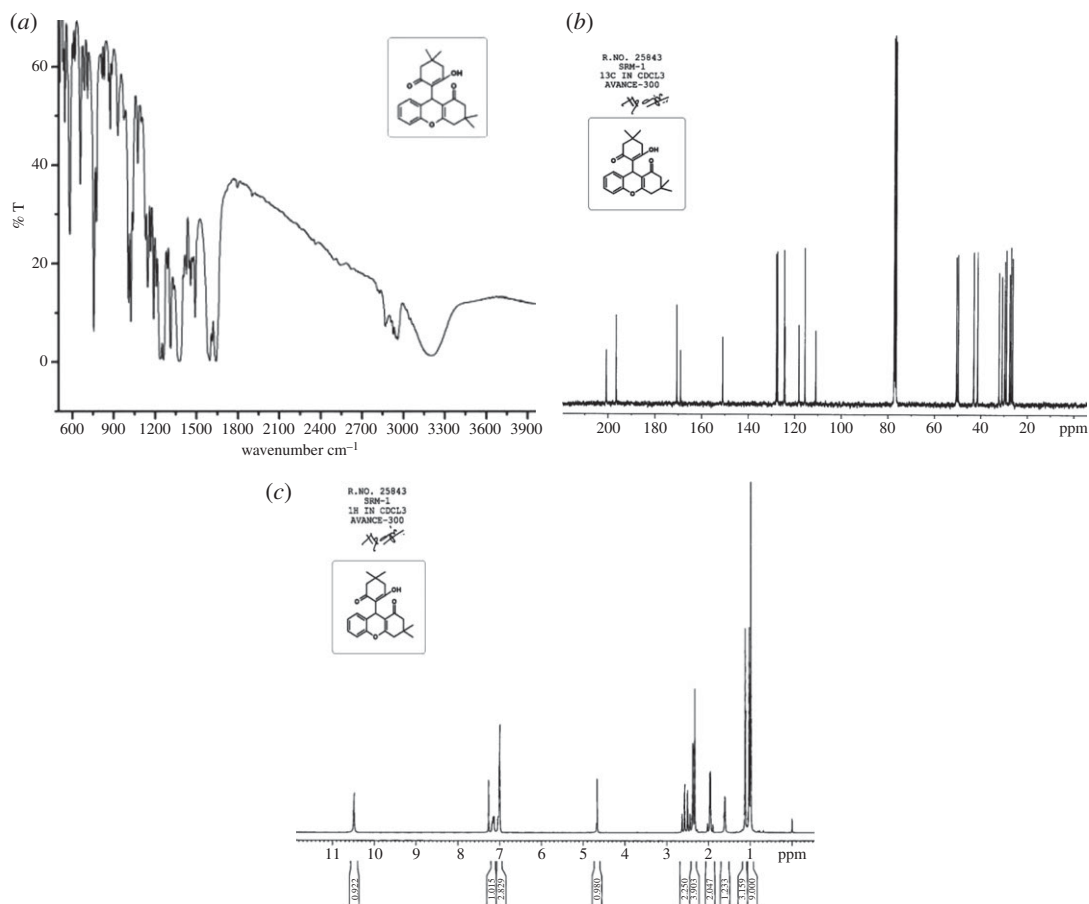 (a)
% T
60
40
20
0
OH
O
O
O
600 900 1200 1500 1800 2100 2400 2700 3000 3300 3600 3900
wavenumber cm–1
(b)
R.NO. 25843
SRM-1
13C IN CDCL3
AVANCE-300
OH
O
O
O
200 180 160 140 120 100 80 60 40 20 ppm
(c)
R.NO. 25843
SRM-1
1H IN CDCL3
AVANCE-300
OH
O
O
O
11 10 9 8 7 6 5 4 3 2 1 ppm
0.922 1.015 2.829 0.980 2.250 3.903 2.047 1.233 3.159 9.000